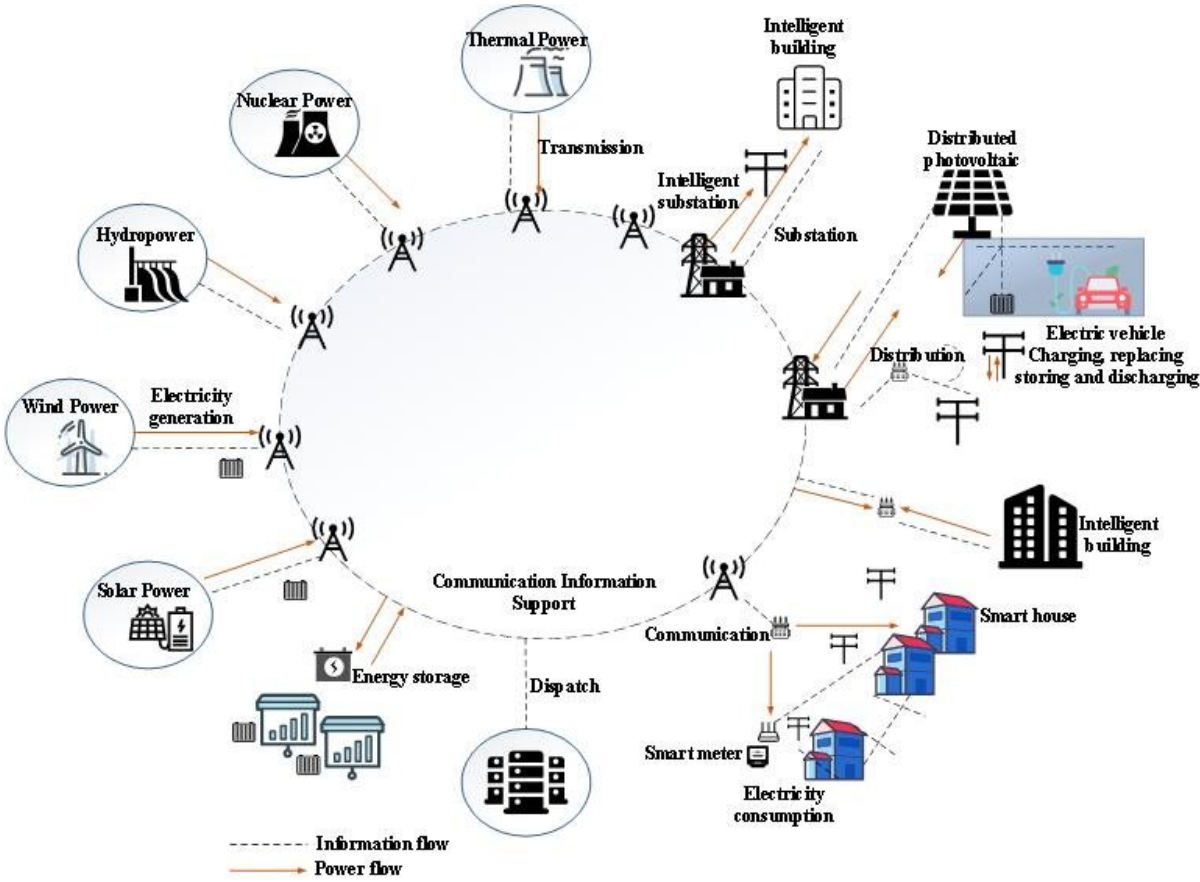 Thermal Power
Intelligent
building
Nuclear Power
Transmission
Distributed
photovoltaic
Intelligent
substation
Hydropower
Substation
Electric vehicle
Charging, replacing
storing and discharging
Distribution
Wind Power
Electricity
generation
Intelligent
building
Solar Power
Communication Information
Support
Smart house
Communication
Energy storage
Dispatch
Smart meter
Electricity
consumption
Information flow
Power flow